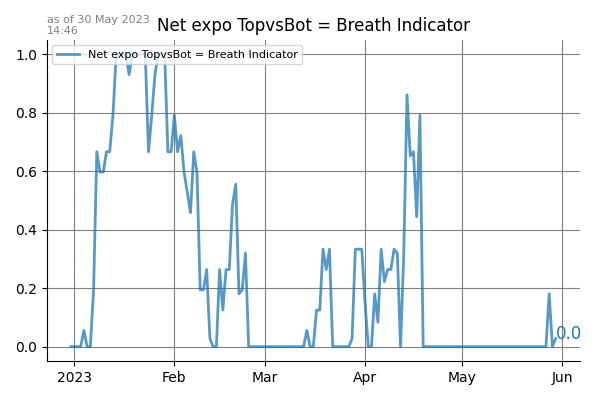 as of 30 May 2023
14:46
Net expo TopvsBot = Breath Indicator
Net expo TopvsBot = Breath Indicator
1.0
0.8
0.6
0.4
0.2
0.0
0.0
2023
Feb
Mar
Apr
May
Jun